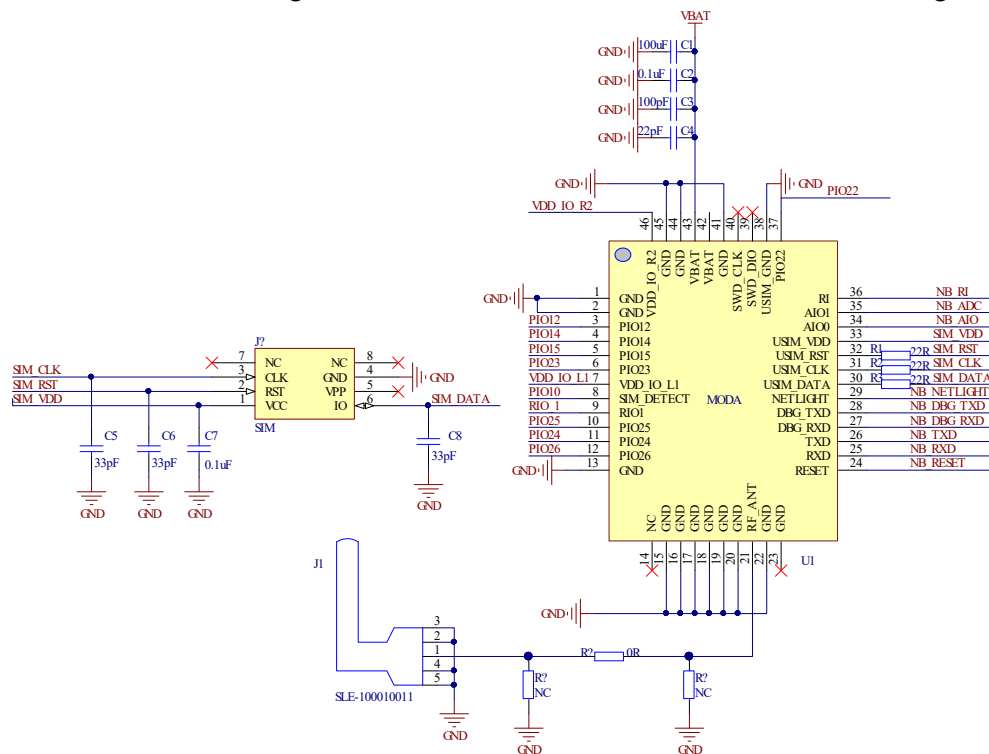 VBAT
GND 100uF C1
GND 0.1uF C2
GND 100pF C3
GND 22pF C4
GND GND PIO22
VDD_IO_R2
46 45 44 43 42 41 40 39 38 37
VDD_IO_R2 GND GND VBAT VBAT GND SWD_CLK SWD_DIO USIM_GND PIO22
GND 1 GND
2 GND
PIO12 3 PIO12
PIO14 4 PIO14
PIO15 5 PIO15
PIO23 6 PIO23
VDD_IO_L1 7 VDD_IO_L1
PIO10 8 SIM_DETECT
RIO_1 9 RIO1
PIO25 10 PIO25
PIO24 11 PIO24
PIO26 12 PIO26
GND 13 GND
MODA
RI 36 NB_RI
AIO1 35 NB_ADC
AIO0 34 NB_AIO
USIM_VDD 33 SIM_VDD
USIM_RST 32 R1 22R SIM_RST
USIM_CLK 31 R2 22R SIM_CLK
USIM_DATA 30 R3 22R SIM_DATA
NETLIGHT 29 NB_NETLIGHT
DBG_TXD 28 NB_DBG_TXD
DBG_RXD 27 NB_DBG_RXD
TXD 26 NB_TXD
RXD 25 NB_RXD
RESET 24 NB_RESET
NC GND GND GND GND GND GND RF_ANT GND GND
14 15 16 17 18 19 20 21 22 23
U1
GND
J?
7 NC NC 8
SIM_CLK 3 CLK GND 4 GND
SIM_RST 2 RST VPP 5
SIM_VDD 1 VCC IO 6 SIM_DATA
SIM
C5 C6 C7 C8
33pF 33pF 0.1uF 33pF
GND GND GND GND
J1
3
2
1
4
5
SLE-100010011
GND
R? 0R
R? NC
GND
R? NC
GND